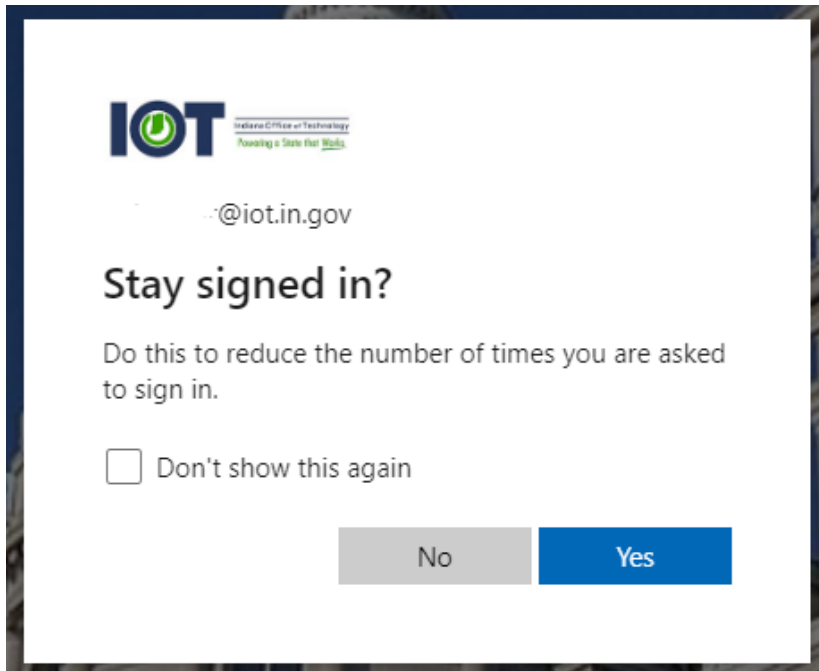 IOT
Indiana Office of Technology
Powering a State that Works.
@iot.in.gov
Stay signed in?
Do this to reduce the number of times you are asked
to sign in.
Don't show this again
No
Yes